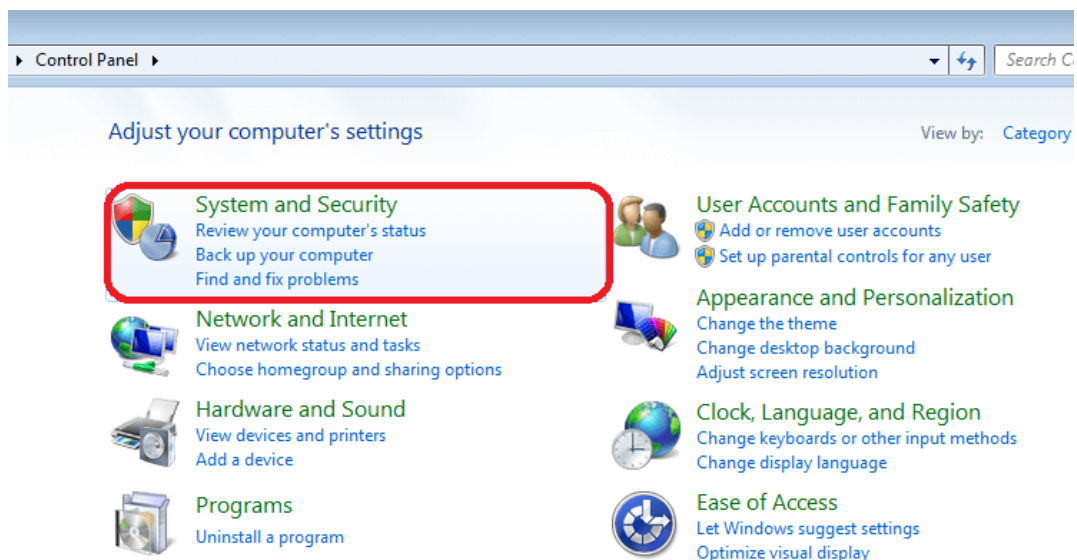 Control Panel
Search C
Adjust your computer's settings
View by: Category
System and Security
Review your computer's status
Back up your computer
Find and fix problems
Network and Internet
View network status and tasks
Choose homegroup and sharing options
Hardware and Sound
View devices and printers
Add a device
Programs
Uninstall a program
User Accounts and Family Safety
Add or remove user accounts
Set up parental controls for any user
Appearance and Personalization
Change the theme
Change desktop background
Adjust screen resolution
Clock, Language, and Region
Change keyboards or other input methods
Change display language
Ease of Access
Let Windows suggest settings
Optimize visual display